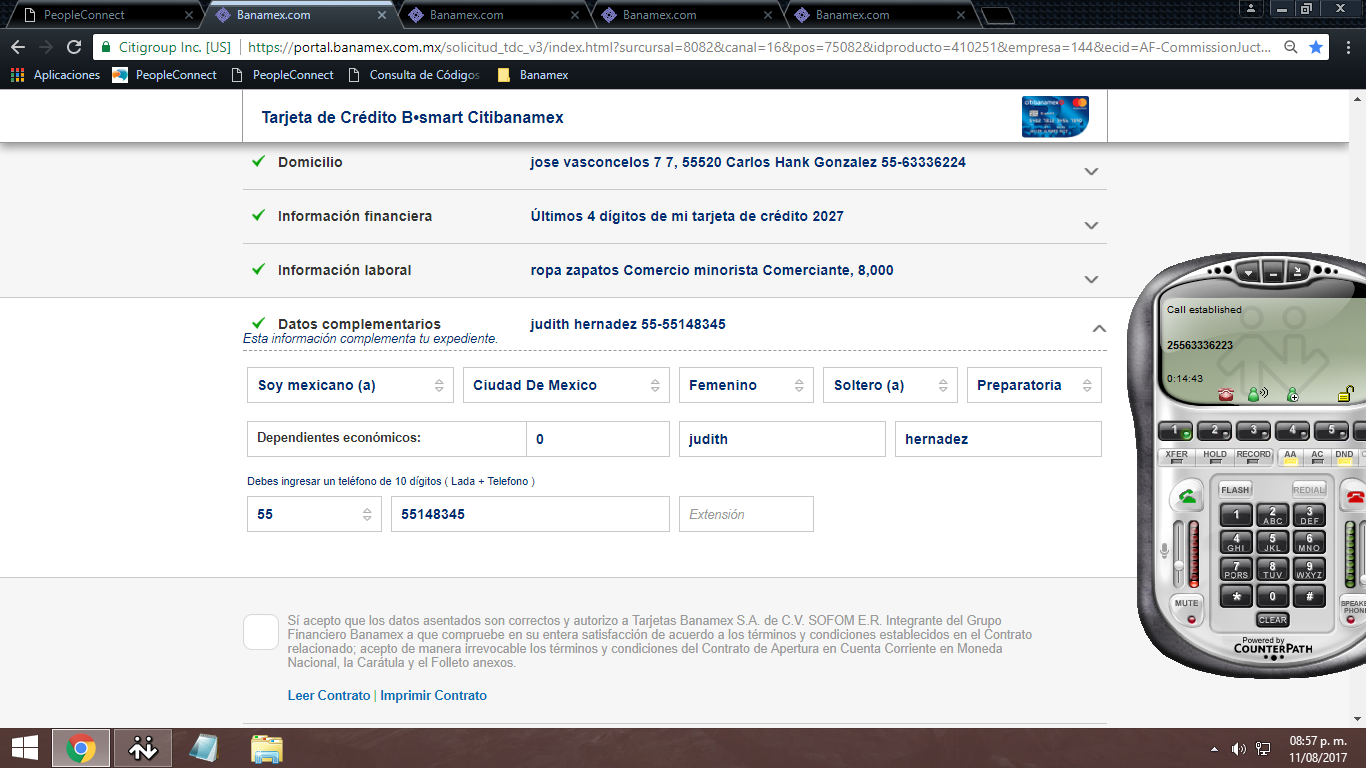 PeopleConnect
Banamex.com
Banamex.com
Banamex.com
Banamex.com
Citigroup Inc. [US]
https://portal.banamex.com.mx/solicitud_tdc_v3/index.html?surcursal=8082&canal=16&pos=75082&idproducto=410251&empresa=144&ecid=AF-CommissionJuct...
Aplicaciones
PeopleConnect
PeopleConnect
Consulta de Códigos
Banamex
Tarjeta de Crédito B•smart Citibanamex
citibanamex
Domicilio
jose vasconcelos 7 7, 55520 Carlos Hank Gonzalez 55-63336224
Información financiera
Últimos 4 dígitos de mi tarjeta de crédito 2027
Información laboral
ropa zapatos Comercio minorista Comerciante, 8,000
Datos complementarios
judith hernadez 55-55148345
Esta información complementa tu expediente.
Soy mexicano (a)
Ciudad De Mexico
Femenino
Soltero (a)
Preparatoria
Dependientes económicos:
0
judith
hernadez
Debes ingresar un teléfono de 10 dígitos ( Lada + Telefono )
55
55148345
Extensión
Sí acepto que los datos asentados son correctos y autorizo a Tarjetas Banamex S.A. de C.V. SOFOM E.R. Integrante del Grupo
Financiero Banamex a que compruebe en su entera satisfacción de acuerdo a los términos y condiciones establecidos en el Contrato
relacionado; acepto de manera irrevocable los términos y condiciones del Contrato de Apertura en Cuenta Corriente en Moneda
Nacional, la Carátula y el Folleto anexos.
Leer Contrato | Imprimir Contrato
Call established
25563336223
0:14:43
1 2 3 4 5
XFER HOLD RECORD AA AC DND
FLASH REDIAL
1 2 ABC 3 DEF
4 GHI 5 JKL 6 MNO
7 PQRS 8 TUV 9 WXYZ
* 0 #
MUTE
CLEAR
SPEAKER
PHONE
Powered by
COUNTERPATH
08:57 p. m.
11/08/2017